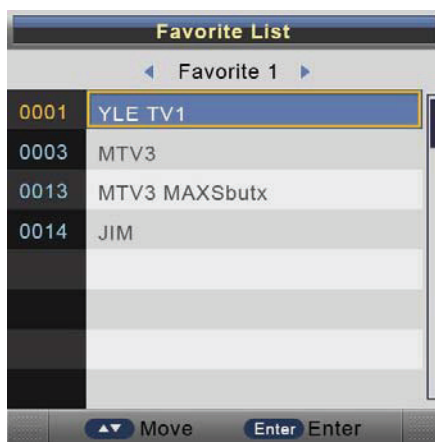 Favorite List
Favorite 1
0001 YLE TV1
0003 MTV3
0013 MTV3 MAXSbutx
0014 JIM
Move Enter Enter